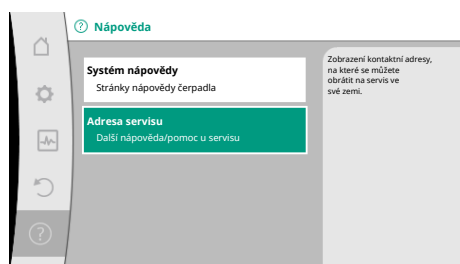 Nápověda
Systém nápovědy
Stránky nápovědy čerpadla
Adresa servisu
Další nápověda/pomoc u servisu
Zobrazení kontaktní adresy,
na které se můžete
obrátit na servis ve
své zemi.